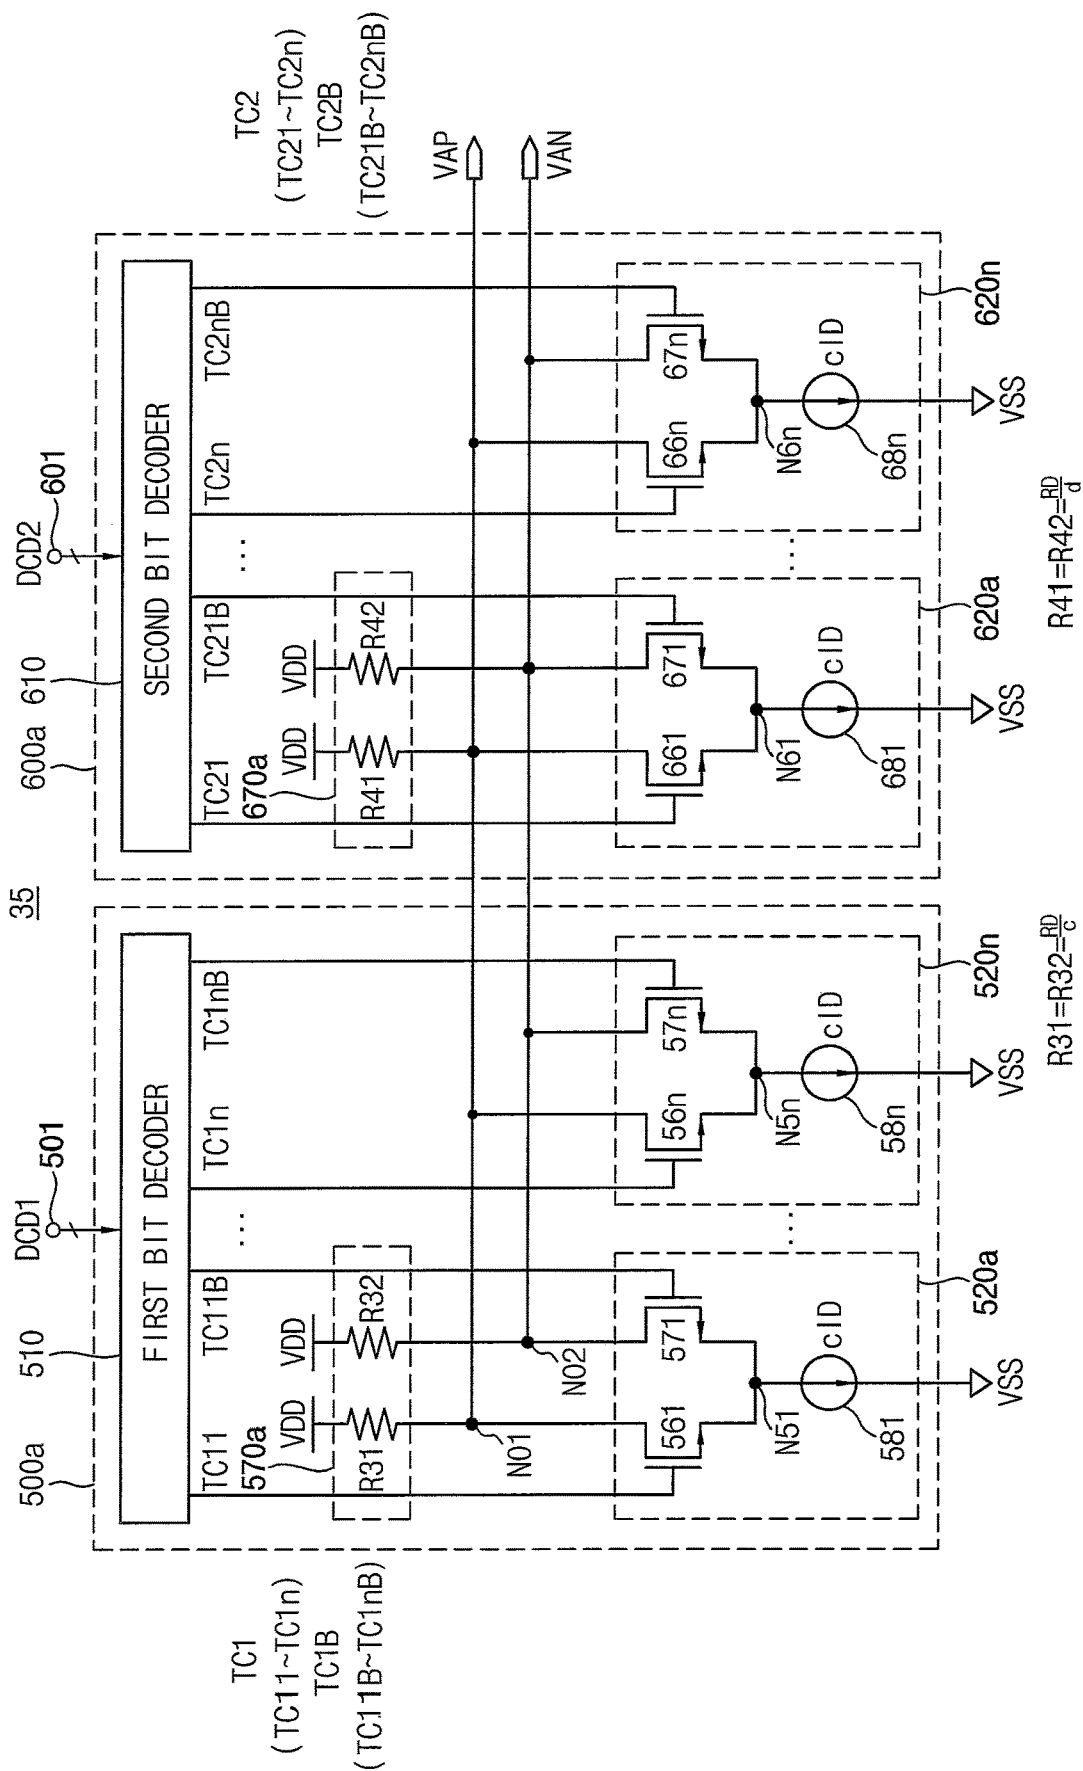 35
500a
510
DCD1
501
FIRST BIT DECODER
TC11
TC11B
...
TC1n
TC1nB
570a
VDD
VDD
R31
R32
NO1
NO2
561
571
N51
cID
581
VSS
520a
...
56n
57n
N5n
cID
58n
VSS
520n
R31=R32=RD/c
TC1
(TC11~TC1n)
TC1B
(TC11B~TC1nB)
600a
610
DCD2
601
SECOND BIT DECODER
TC21
TC21B
...
TC2n
TC2nB
670a
VDD
VDD
R41
R42
661
671
N61
cID
681
VSS
620a
...
66n
67n
N6n
cID
68n
VSS
620n
R41=R42=RD/d
TC2
(TC21~TC2n)
TC2B
(TC21B~TC2nB)
VAP
VAN